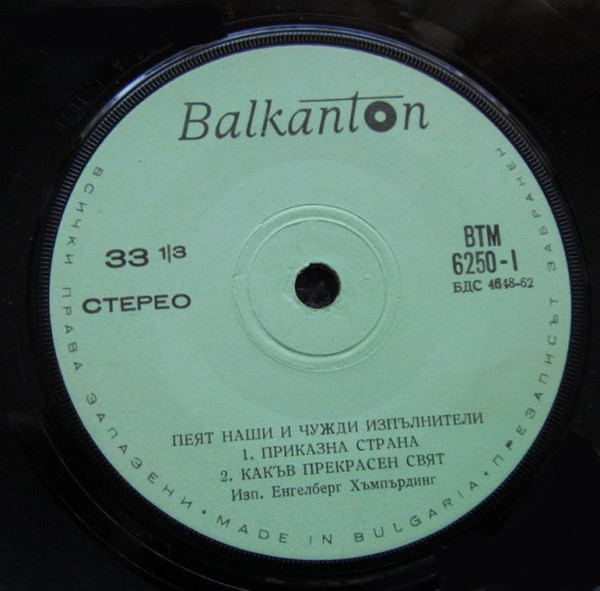 Balkanton
33 1/3
СТЕРЕО
ВТМ
6250-I
БДС 4648-62
ПЕЯТ НАШИ И ЧУЖДИ ИЗПЪЛНИТЕЛИ
1. ПРИКАЗНА СТРАНА
2. КАКЪВ ПРЕКРАСЕН СВЯТ
Изп. Енгелберг Хъмпърдинг
ВСИЧКИ ПРАВА ЗАПАЗЕНИ • MADE IN BULGARIA • ПРЕЗАПИСЪТ ЗАБРАНЕН